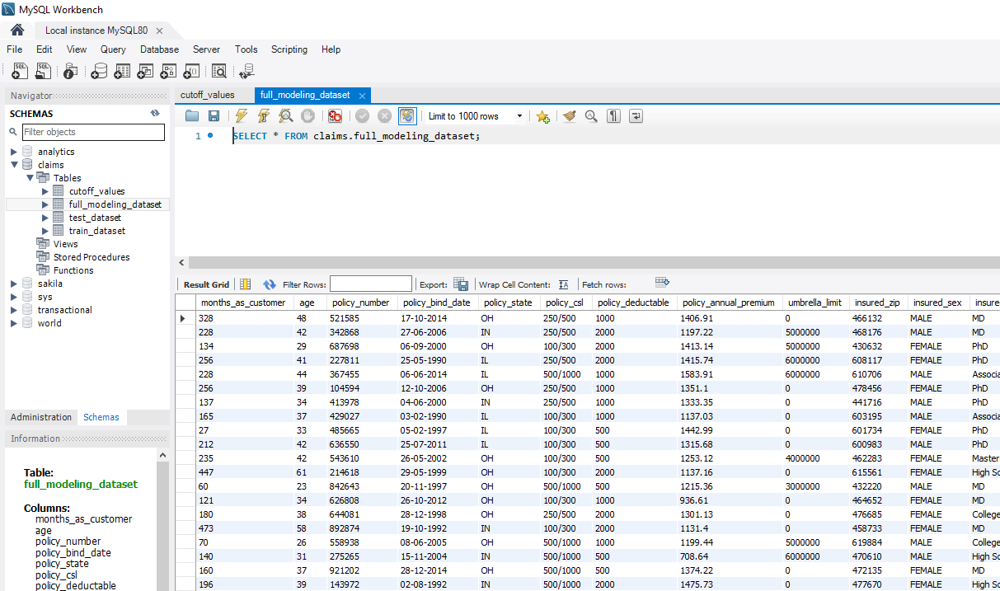 MySQL Workbench
Local instance MySQL80
File Edit View Query Database Server Tools Scripting Help
Navigator
SCHEMAS
Filter objects
analytics
claims
Tables
cutoff_values
full_modeling_dataset
test_dataset
train_dataset
Views
Stored Procedures
Functions
sakila
sys
transactional
world
Administration Schemas
Information
Table:
full_modeling_dataset
Columns:
months_as_customer
age
policy_number
policy_bind_date
policy_state
policy_csl
policy_deductable
cutoff_values full_modeling_dataset
Limit to 1000 rows
1 SELECT * FROM claims.full_modeling_dataset;
Result Grid Filter Rows: Export: Wrap Cell Content: Fetch rows:
months_as_customer age policy_number policy_bind_date policy_state policy_csl policy_deductable policy_annual_premium umbrella_limit insured_zip insured_sex insure
328 48 521585 17-10-2014 OH 250/500 1000 1406.91 0 466132 MALE MD
228 42 342868 27-06-2006 IN 250/500 2000 1197.22 5000000 468176 MALE MD
134 29 687698 06-09-2000 OH 100/300 2000 1413.14 5000000 430632 FEMALE PhD
256 41 227811 25-05-1990 IL 250/500 2000 1415.74 6000000 608117 FEMALE PhD
228 44 367455 06-06-2014 IL 500/1000 1000 1583.91 6000000 610706 MALE Associa
256 39 104594 12-10-2006 OH 250/500 1000 1351.1 0 478456 FEMALE PhD
137 34 413978 04-06-2000 IN 250/500 1000 1333.35 0 441716 MALE PhD
165 37 429027 03-02-1990 IL 100/300 1000 1137.03 0 603195 MALE Associa
27 33 485665 05-02-1997 IL 100/300 500 1442.99 0 601734 FEMALE PhD
212 42 636550 25-07-2011 IL 100/300 500 1315.68 0 600983 MALE PhD
235 42 543610 26-05-2002 OH 100/300 500 1253.12 4000000 462283 FEMALE Master
447 61 214618 29-05-1999 OH 100/300 2000 1137.16 0 615561 FEMALE High Sc
60 23 842643 20-11-1997 OH 500/1000 500 1215.36 3000000 432220 MALE MD
121 34 626808 26-10-2012 OH 100/300 1000 936.61 0 464652 FEMALE MD
180 38 644081 28-12-1998 OH 250/500 2000 1301.13 0 476685 FEMALE College
473 58 892874 19-10-1992 IN 100/300 2000 1131.4 0 458733 FEMALE MD
70 26 558938 08-06-2005 OH 500/1000 1000 1199.44 5000000 619884 MALE College
140 31 275265 15-11-2004 IN 500/1000 500 708.64 6000000 470610 MALE High Sc
160 37 921202 28-12-2014 OH 500/1000 500 1374.22 0 472135 FEMALE MD
196 39 143972 02-08-1992 IN 500/1000 2000 1475.73 0 477670 FEMALE High Sc